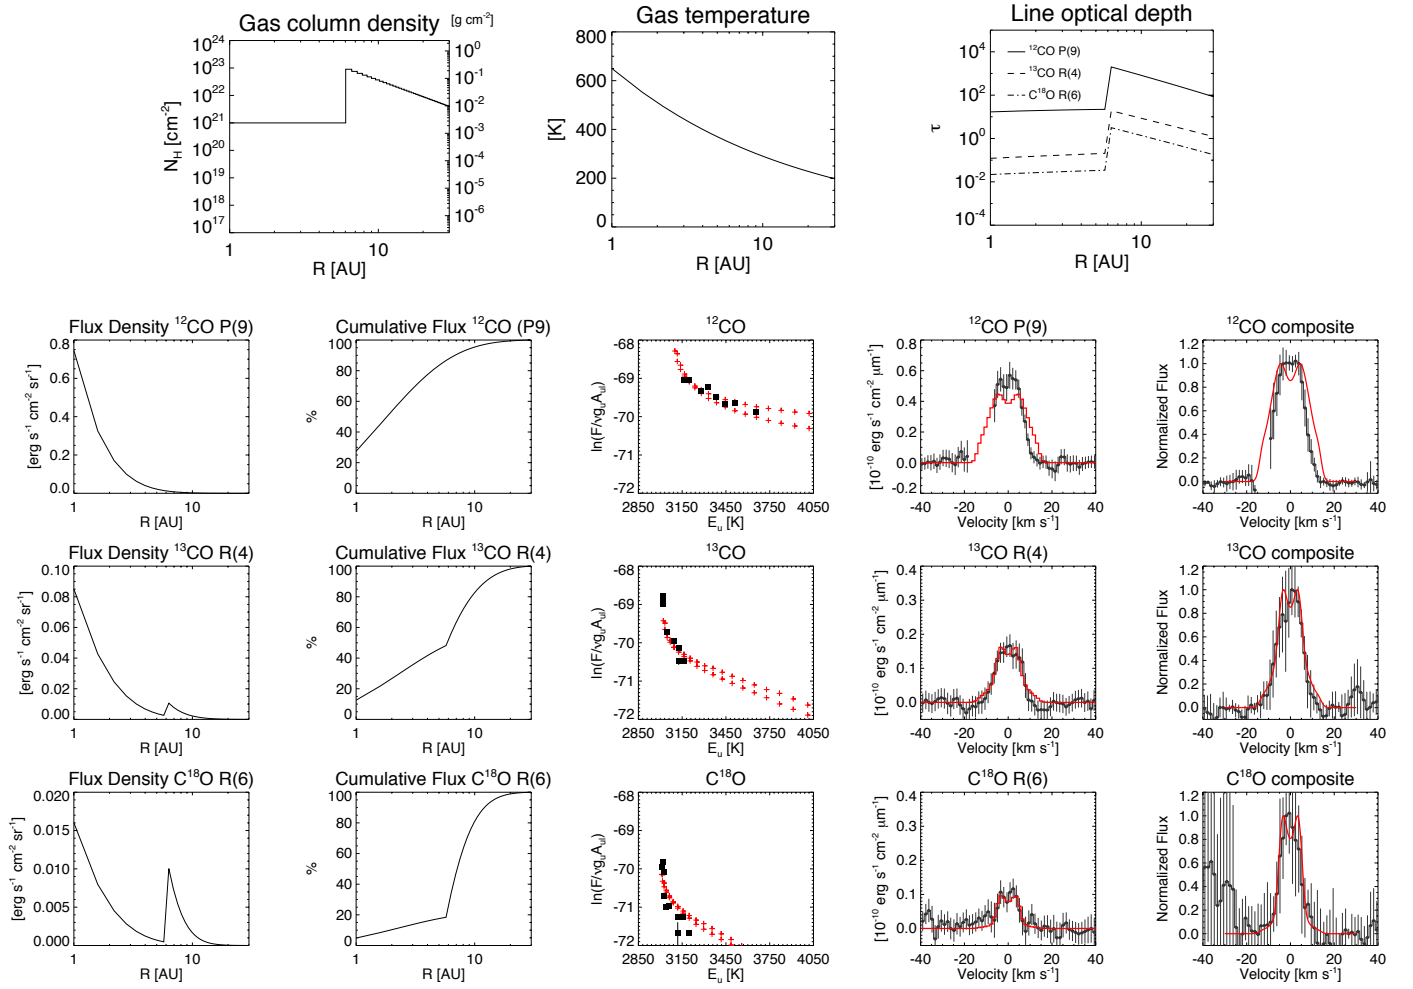 Gas column density [g cm⁻²]
10²⁴
10²³
10²²
10²¹
10²⁰
10¹⁹
10¹⁸
10¹⁷
N_H [cm⁻²]
10⁰
10⁻¹
10⁻²
10⁻³
10⁻⁴
10⁻⁵
10⁻⁶
1 10
R [AU]
Gas temperature
800
600
400
200
0
[K]
1 10
R [AU]
Line optical depth
10⁴
10²
10⁰
10⁻²
10⁻⁴
τ
¹²CO P(9)
¹³CO R(4)
C¹⁸O R(6)
1 10
R [AU]
Flux Density ¹²CO P(9)
0.8
0.6
0.4
0.2
0.0
[erg s⁻¹ cm⁻² sr⁻¹]
1 10
R [AU]
Cumulative Flux ¹²CO (P9)
100
80
60
40
20
0
%
1 10
R [AU]
¹²CO
-68
-69
-70
-71
-72
ln(F/νg_uA_ul)
2850 3150 3450 3750 4050
E_u [K]
¹²CO P(9)
0.8
0.6
0.4
0.2
0.0
-0.2
[10⁻¹⁰ erg s⁻¹ cm⁻² μm⁻¹]
-40 -20 0 20 40
Velocity [km s⁻¹]
¹²CO composite
1.2
1.0
0.8
0.6
0.4
0.2
0.0
Normalized Flux
-40 -20 0 20 40
Velocity [km s⁻¹]
Flux Density ¹³CO R(4)
0.10
0.08
0.06
0.04
0.02
0.00
[erg s⁻¹ cm⁻² sr⁻¹]
1 10
R [AU]
Cumulative Flux ¹³CO R(4)
100
80
60
40
20
0
%
1 10
R [AU]
¹³CO
-68
-69
-70
-71
-72
ln(F/νg_uA_ul)
2850 3150 3450 3750 4050
E_u [K]
¹³CO R(4)
0.4
0.3
0.2
0.1
0.0
[10⁻¹⁰ erg s⁻¹ cm⁻² μm⁻¹]
-40 -20 0 20 40
Velocity [km s⁻¹]
¹³CO composite
1.2
1.0
0.8
0.6
0.4
0.2
0.0
Normalized Flux
-40 -20 0 20 40
Velocity [km s⁻¹]
Flux Density C¹⁸O R(6)
0.020
0.015
0.010
0.005
0.000
[erg s⁻¹ cm⁻² sr⁻¹]
1 10
R [AU]
Cumulative Flux C¹⁸O R(6)
100
80
60
40
20
0
%
1 10
R [AU]
C¹⁸O
-68
-69
-70
-71
-72
ln(F/νg_uA_ul)
2850 3150 3450 3750 4050
E_u [K]
C¹⁸O R(6)
0.4
0.3
0.2
0.1
0.0
[10⁻¹⁰ erg s⁻¹ cm⁻² μm⁻¹]
-40 -20 0 20 40
Velocity [km s⁻¹]
C¹⁸O composite
1.2
1.0
0.8
0.6
0.4
0.2
0.0
Normalized Flux
-40 -20 0 20 40
Velocity [km s⁻¹]